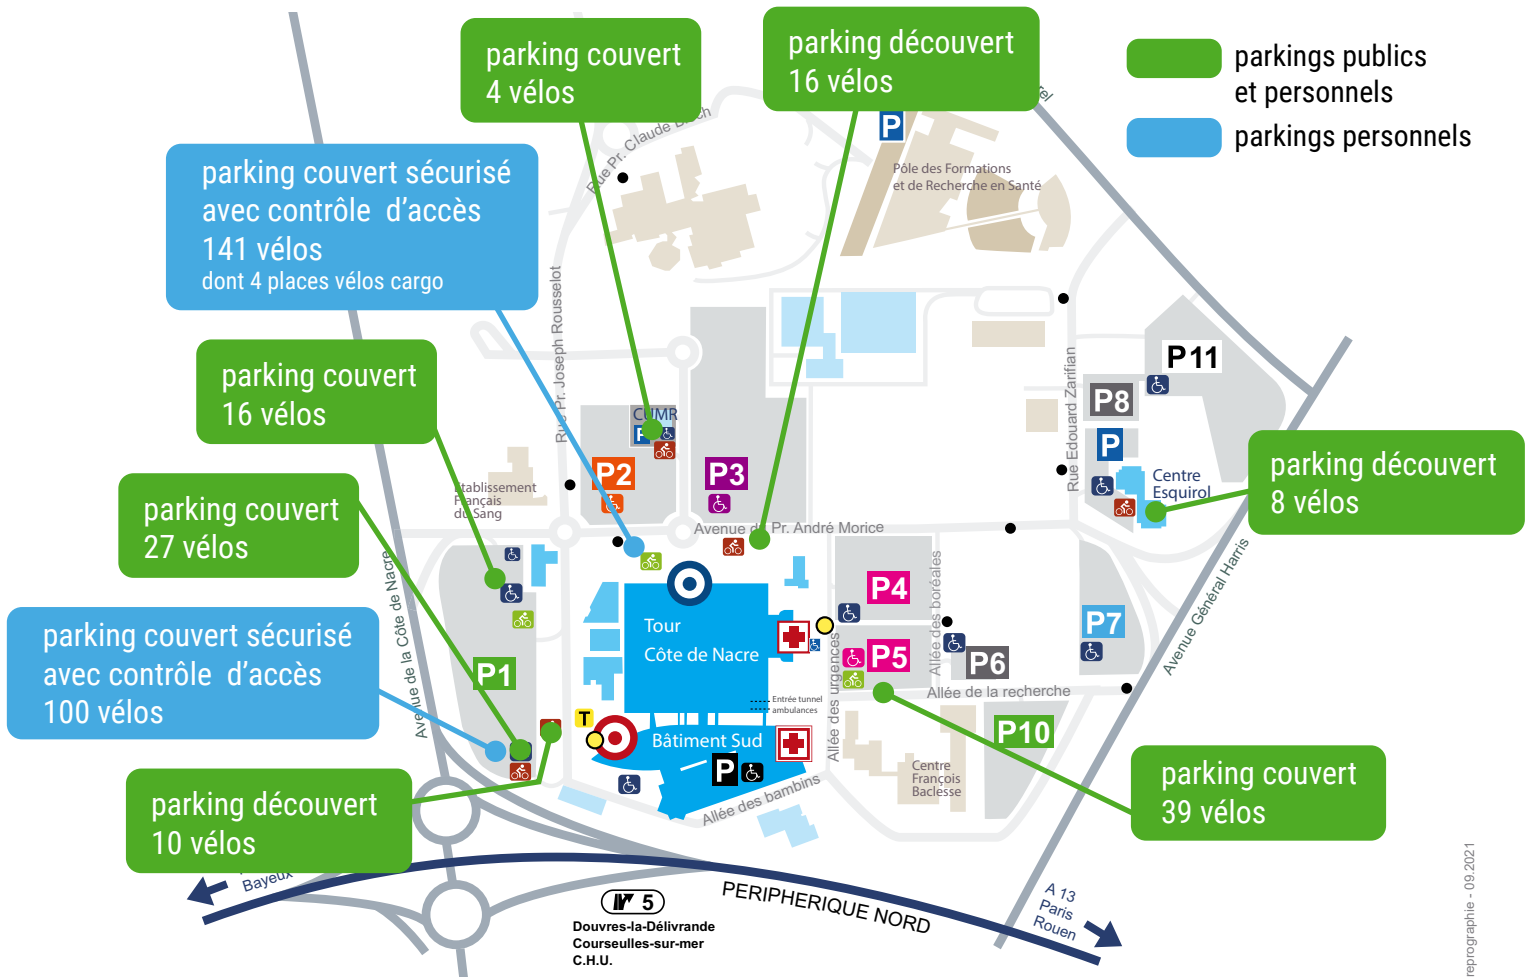 parking couvert
4 vélos
parking découvert
16 vélos
parkings publics
et personnels
parkings personnels
parking couvert sécurisé
avec contrôle d'accès
141 vélos
dont 4 places vélos cargo
Rue Pr. Claude Bloch
P
Pôle des Formations
et de Recherche en Santé
Rue Pr. Joseph Rousselot
parking couvert
16 vélos
CUMR
P2
P3
Rue Edouard Zarifian
P11
P8
P
Centre
Esquirol
parking découvert
8 vélos
Etablissement
Français
du Sang
parking couvert
27 vélos
Avenue du Pr. André Morice
Avenue de la Côte de Nacre
Avenue Général Harris
parking couvert sécurisé
avec contrôle d'accès
100 vélos
P1
Tour
Côte de Nacre
P4
P5
Allée des boréales
P6
P7
Allée des urgences
Allée de la recherche
Entrée tunnel
ambulances
T
Bâtiment Sud
P
P10
Centre
François
Baclesse
parking couvert
39 vélos
parking découvert
10 vélos
Allée des bambins
Bayeux
5
Douvres-la-Délivrande
Courseulles-sur-mer
C.H.U.
PERIPHERIQUE NORD
A 13
Paris
Rouen
reprographie - 09.2021